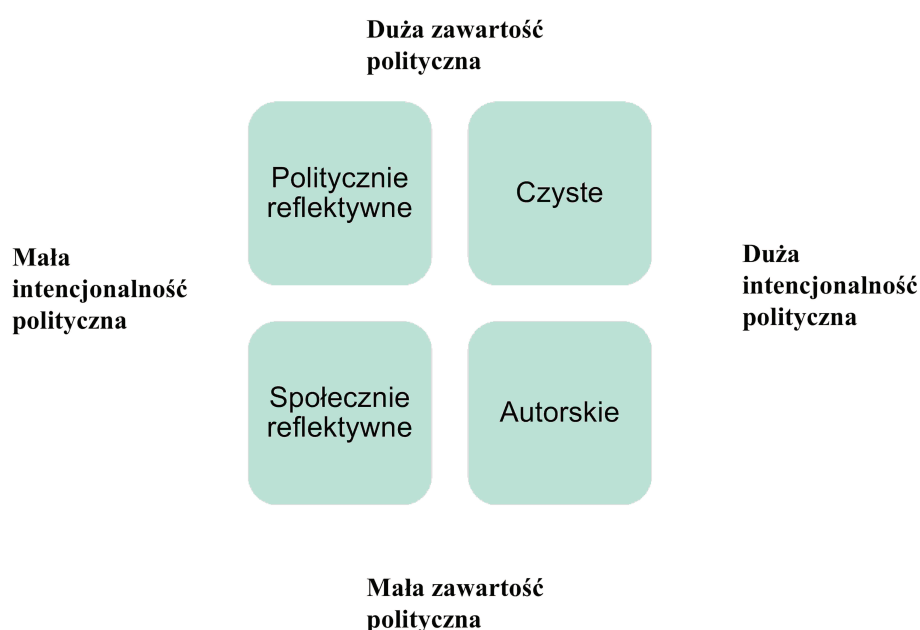 Duża zawartość
polityczna
Politycznie
reflektywne
Czyste
Mała
intencjonalność
polityczna
Duża
intencjonalność
polityczna
Społecznie
reflektywne
Autorskie
Mała zawartość
polityczna